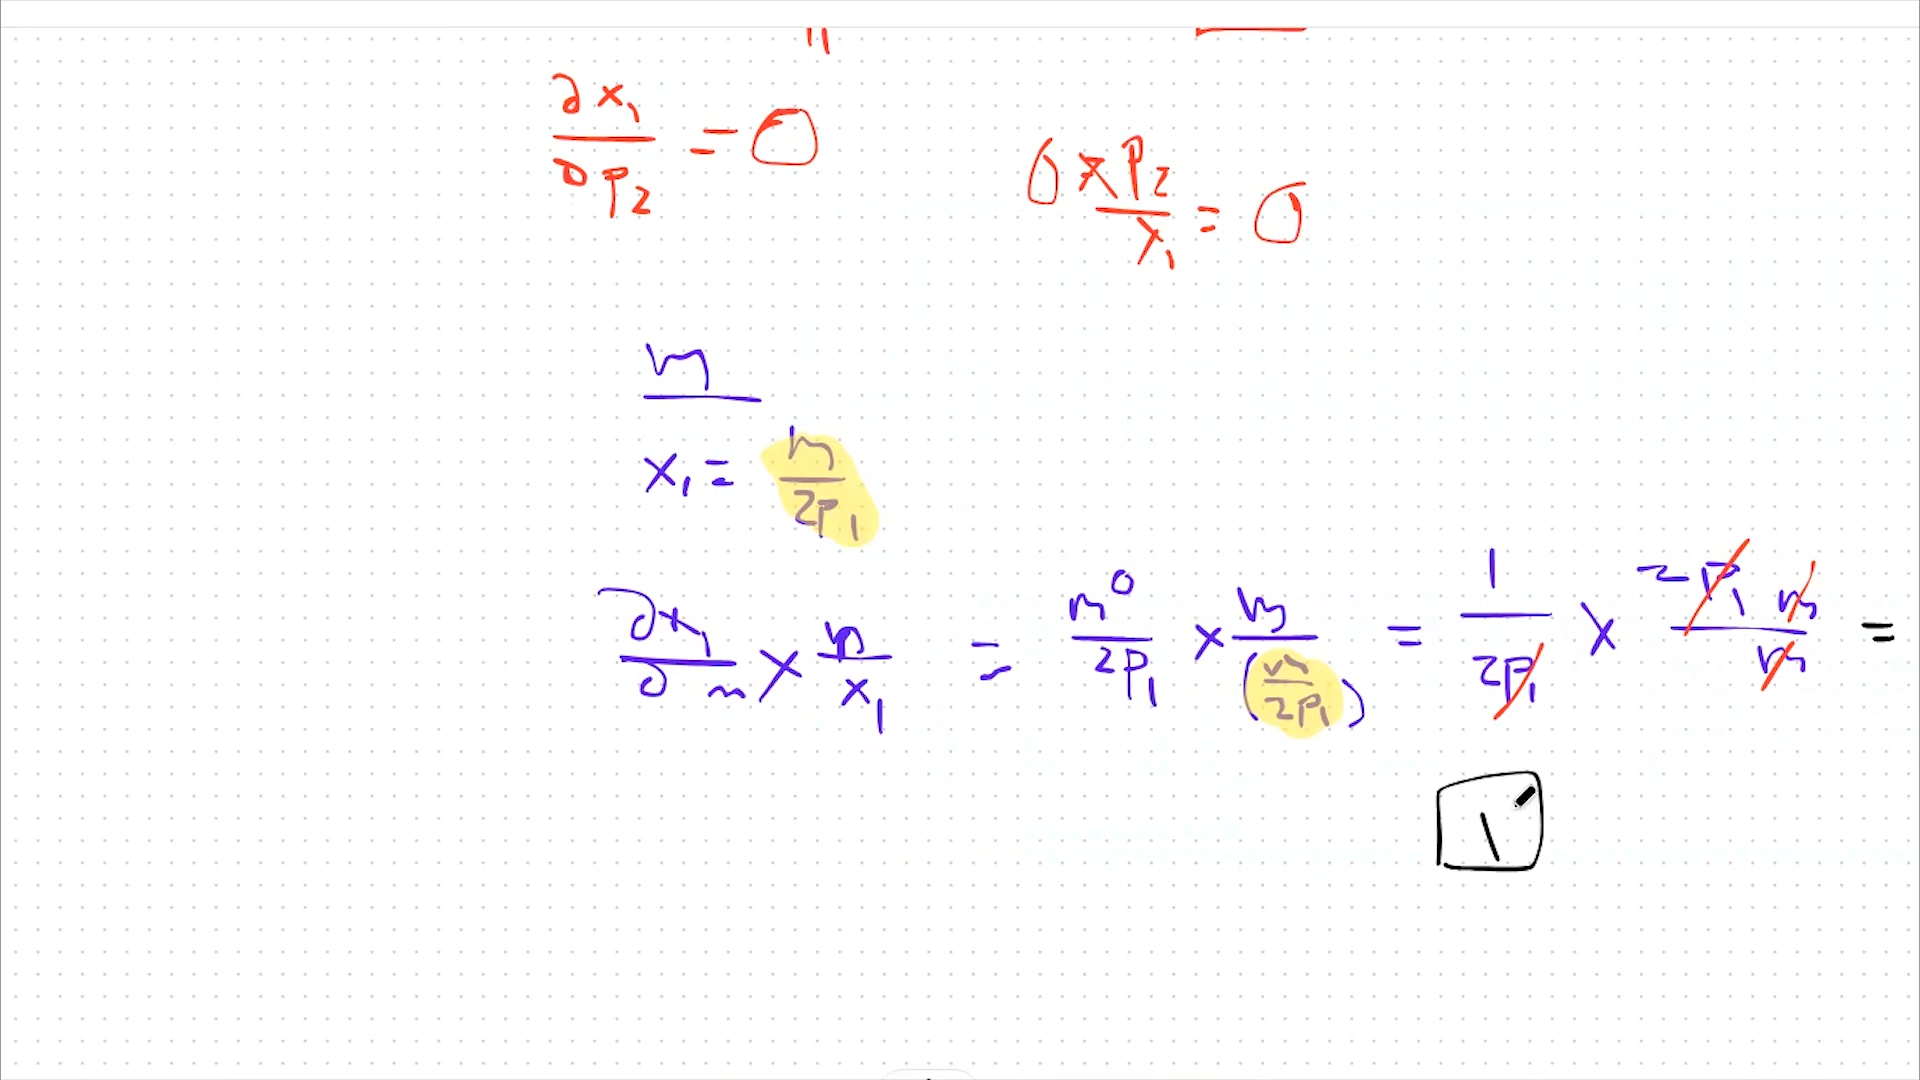 ∂x₁/∂p₂ = 0
0 × p₂/x₁ = 0
m
x₁ = m/2p₁
∂x₁/∂m × m/x₁ = m⁰/2p₁ × m/(m/2p₁) = 1/2p₁ × 2p₁ m/m =
1